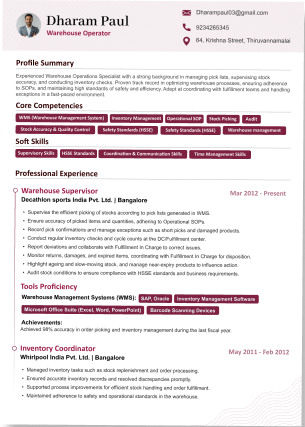 Dharam Paul
Warehouse Operator
Dharampaul03@gmail.com
9234265345
64, Krishna Street, Thiruvannamalai
Profile Summary
Experienced Warehouse Operations Specialist with a strong background in managing pick lists, supervising stock
accuracy, and conducting inventory checks. Proven track record in optimizing warehouse processes, ensuring adherence
to SOPs, and maintaining high standards of safety and efficiency. Adept at coordinating with fulfillment teams and handling
exceptions in a fast-paced environment.
Core Competencies
WMS (Warehouse Management System) Inventory Management Operational SOP Stock Picking Audit
Stock Accuracy & Quality Control Safety Standards (HSSE) Safety Standards (HSSE) Warehouse management
Soft Skills
Supervisory Skills HSSE Standards Coordination & Communication Skills Time Management Skills
Professional Experience
Warehouse Supervisor
Mar 2012 - Present
Decathlon sports India Pvt. Ltd. | Bangalore
• Supervise the efficient picking of stocks according to pick lists generated in WMS.
• Ensure accuracy of picked items and quantities, adhering to Operational SOPs.
• Record pick confirmations and manage exceptions such as short picks and damaged products.
• Conduct regular inventory checks and cycle counts at the DC/Fulfillment center.
• Report deviations and collaborate with Fulfillment in Charge to correct issues.
• Monitor returns, damages, and expired items, coordinating with Fulfillment in Charge for disposition.
• Highlight ageing and slow-moving stock, and manage near-expiry products to influence action.
• Audit stock conditions to ensure compliance with HSSE standards and business requirements.
Tools Proficiency
Warehouse Management Systems (WMS): SAP, Oracle Inventory Management Software
Microsoft Office Suite (Excel, Word, PowerPoint) Barcode Scanning Devices
Achievements:
Achieved 98% accuracy in order picking and inventory management during the last fiscal year.
Inventory Coordinator
May 2011 - Feb 2012
Whirlpool India Pvt. Ltd. | Bangalore
• Managed inventory tasks such as stock replenishment and order processing.
• Ensured accurate inventory records and resolved discrepancies promptly.
• Supported process improvements for efficient stock handling and order fulfillment.
• Maintained adherence to safety and operational standards in the warehouse.